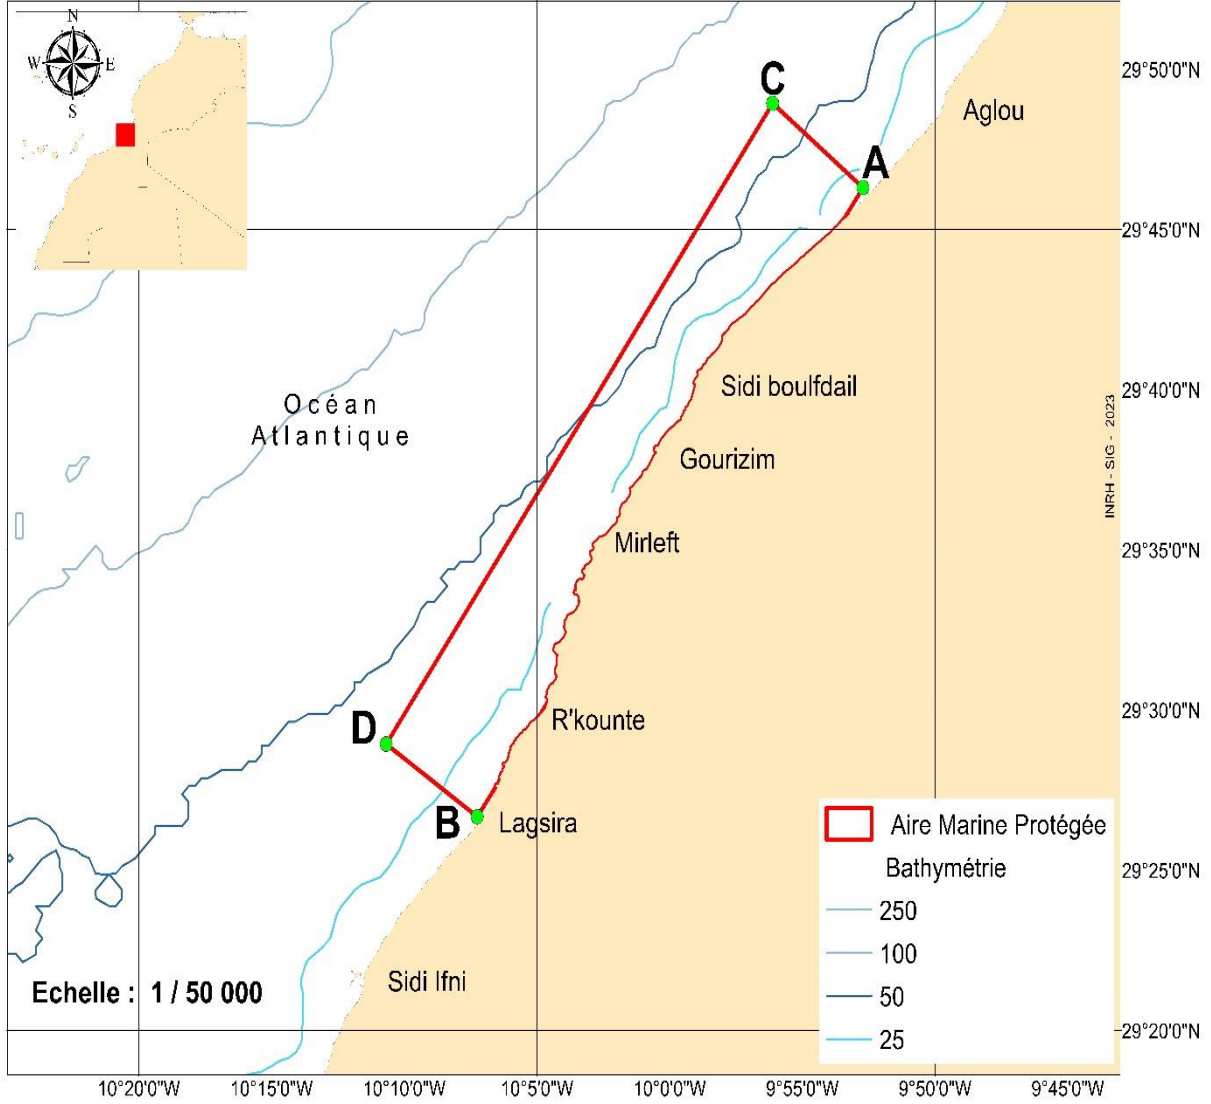 N
W
E
S
C
A
Aglou
29°50'0"N
29°45'0"N
Sidi boulfdail
29°40'0"N
Océan
Atlantique
Gourizim
INRH - SIG - 2023
Mirleft
29°35'0"N
D
R'kounte
29°30'0"N
B
Lagsira
Aire Marine Protégée
Bathymétrie
250
100
50
25
29°25'0"N
Sidi Ifni
Echelle : 1 / 50 000
29°20'0"N
10°20'0"W
10°15'0"W
10°10'0"W
10°5'0"W
10°0'0"W
9°55'0"W
9°50'0"W
9°45'0"W